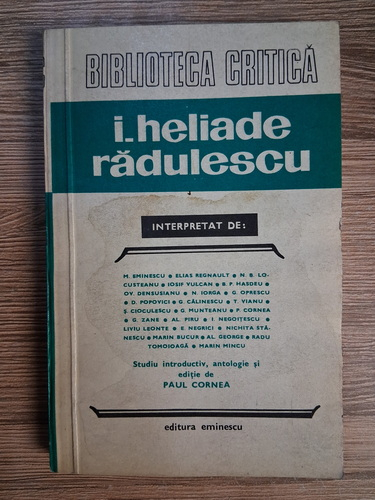 BIBLIOTECA CRITICĂ
i. heliade
rădulescu
INTERPRETAT DE:
M. EMINESCU ● ELIAS REGNAULT ● N. B. LO-
CUSTEANU ● IOSIF VULCAN ● B. P. HASDEU ●
OV. DENSUSIANU ● N. IORGA ● G. OPRESCU
● D. POPOVICI ● G. CĂLINESCU ● T. VIANU ●
Ș. CIOCULESCU ● G. MUNTEANU ● P. CORNEA
● G. ZANE ● AL. PIRU ● I. NEGOIȚESCU ●
LIVIU LEONTE ● E. NEGRICI ● NICHITA STĂ-
NESCU ● MARIN BUCUR ● AL. GEORGE ● RADU
TOMOIOAGĂ ● MARIN MINCU
Studiu introductiv, antologie și
ediție de
PAUL CORNEA
editura eminescu